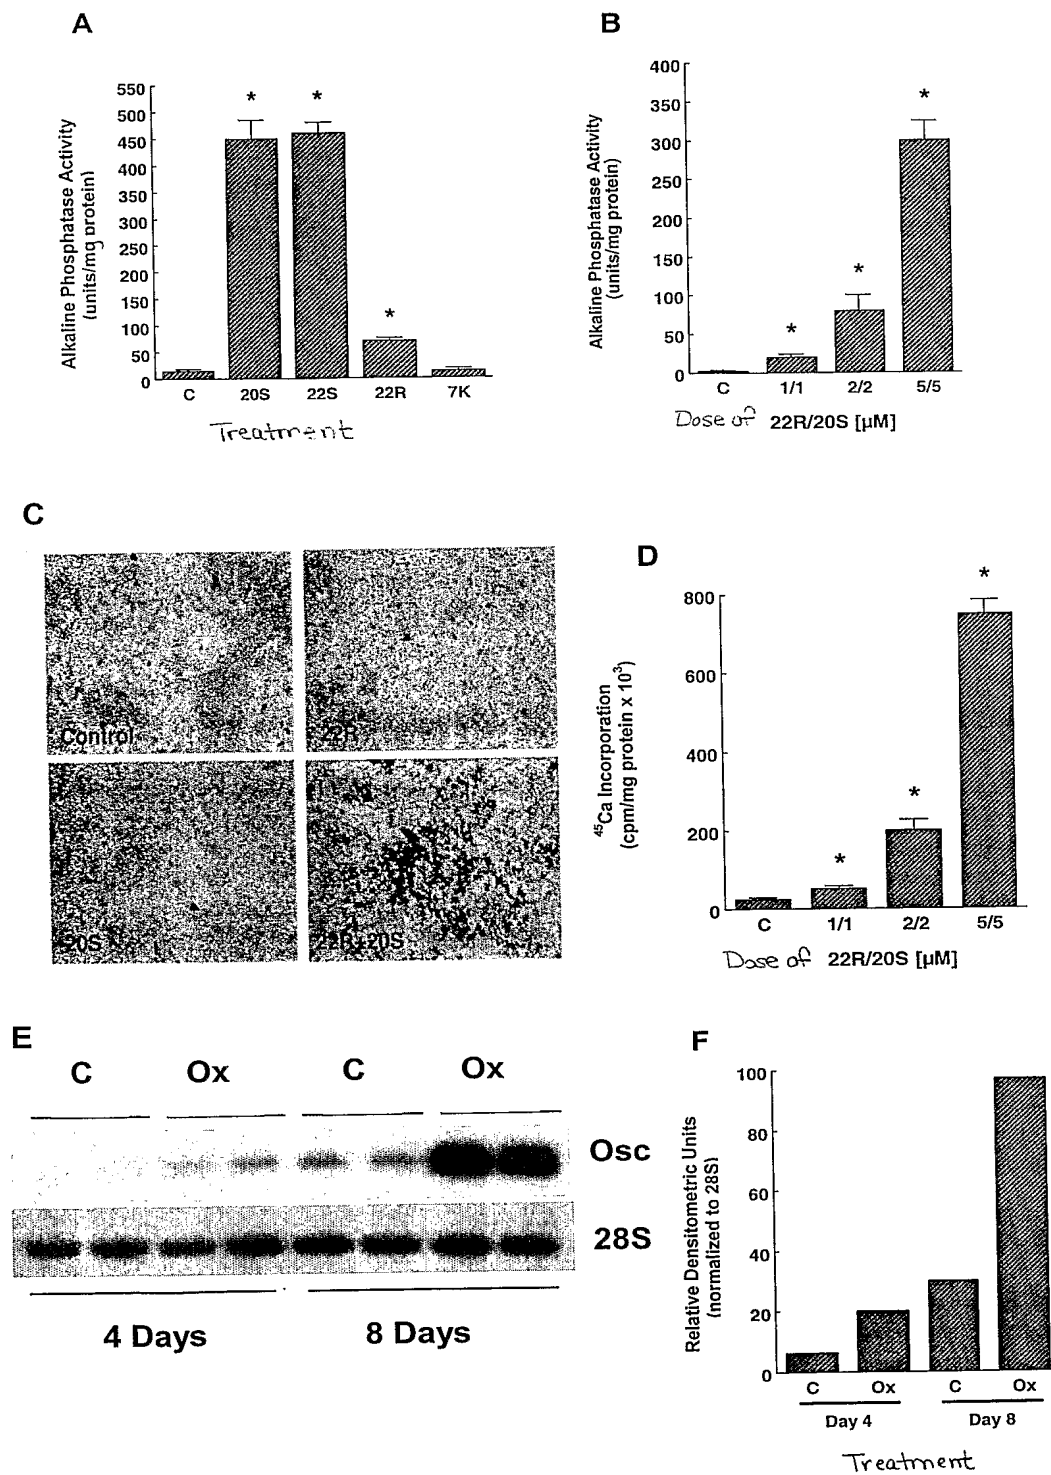 A
Alkaline Phosphatase Activity
(units/mg protein)
550
500
450
400
350
300
250
200
150
100
50
0
*
*
*
C 20S 22S 22R 7K
Treatment
B
Alkaline Phosphatase Activity
(units/mg protein)
400
350
300
250
200
150
100
50
0
*
*
*
C 1/1 2/2 5/5
Dose of 22R/20S [µM]
C
Control
22R
20S
22R+20S
D
45Ca Incorporation
(cpm/mg protein x 10³)
800
600
400
200
0
*
*
*
C 1/1 2/2 5/5
Dose of 22R/20S [µM]
E
C Ox C Ox
Osc
28S
4 Days 8 Days
F
Relative Densitometric Units
(normalized to 28S)
100
80
60
40
20
0
C Ox C Ox
Day 4 Day 8
Treatment